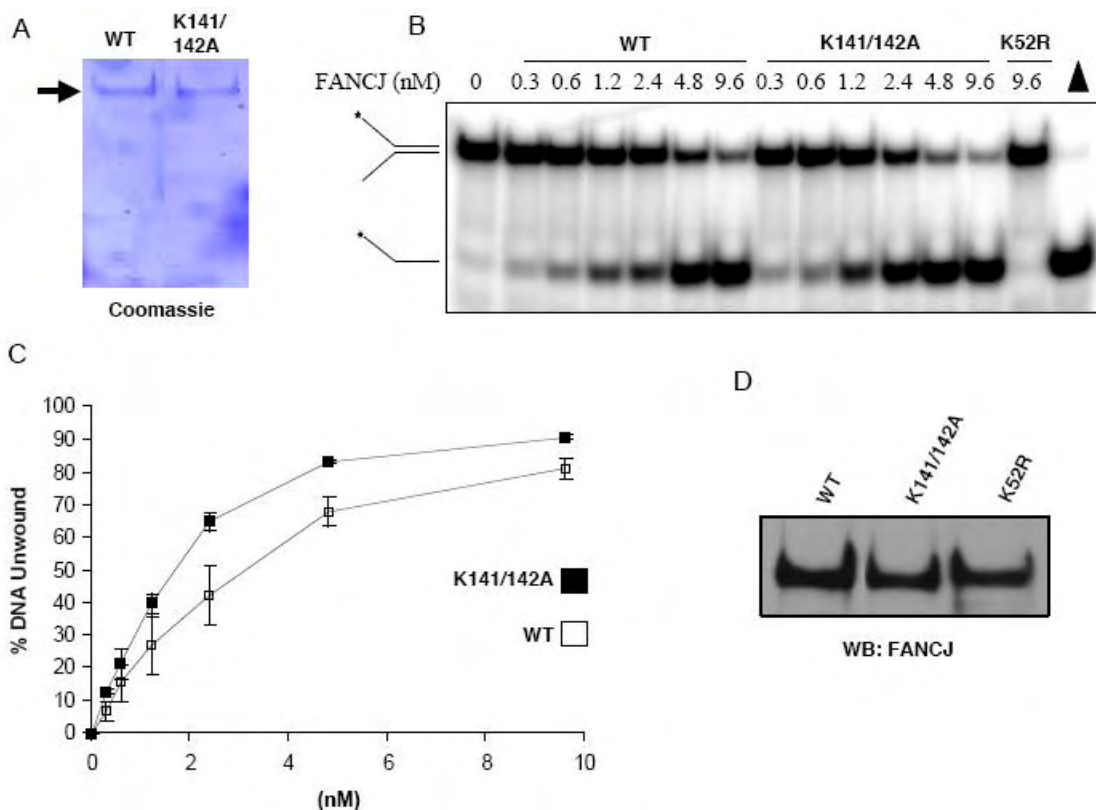 A
WT
K141/
142A
Coomassie
B
WT K141/142A K52R
FANCJ (nM) 0 0.3 0.6 1.2 2.4 4.8 9.6 0.3 0.6 1.2 2.4 4.8 9.6 9.6
*
*
C
100
90
80
70
60
50
40
30
20
10
0
% DNA Unwound
0 2 4 6 8 10
(nM)
K141/142A
WT
D
WT K141/142A K52R
WB: FANCJ